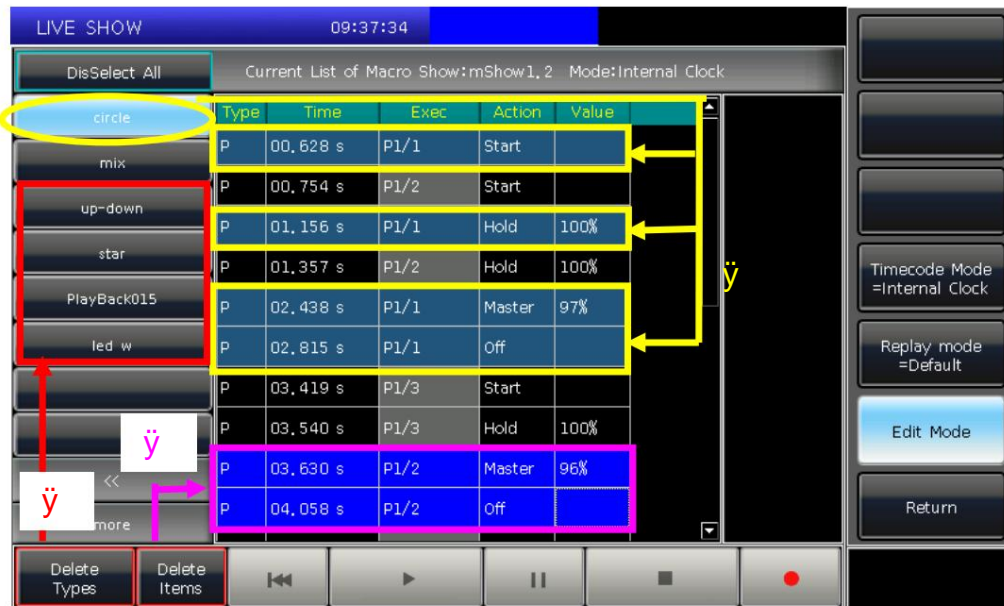 LIVE SHOW 09:37:34
DisSelect All Current List of Macro Show:mShow1.2 Mode:Internal Clock
circle
mix
up-down
star
PlayBack015
led w
<<
more
Type Time Exec Action Value
P 00.628 s P1/1 Start
P 00.754 s P1/2 Start
P 01.156 s P1/1 Hold 100%
P 01.357 s P1/2 Hold 100%
P 02.438 s P1/1 Master 97%
P 02.815 s P1/1 Off
P 03.419 s P1/3 Start
P 03.540 s P1/3 Hold 100%
P 03.630 s P1/2 Master 96%
P 04.058 s P1/2 Off
ÿ
ÿ
ÿ
Timecode Mode
=Internal Clock
Replay mode
=Default
Edit Mode
Return
Delete
Types
Delete
Items